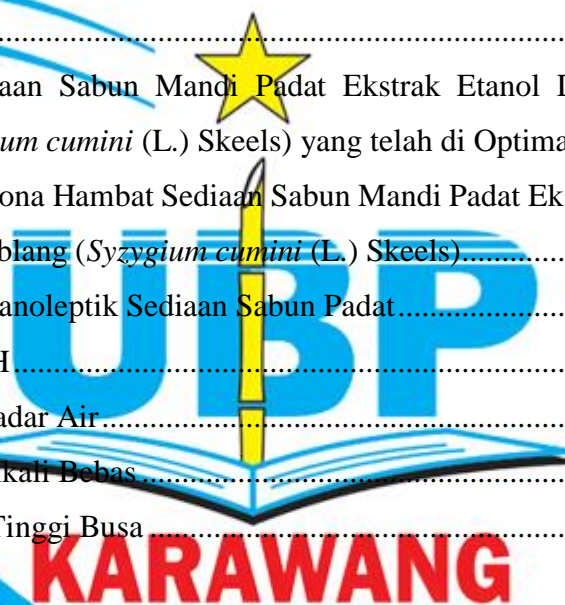 ............................................................
aan Sabun Mandi Padat Ekstrak Etanol D
um cumini (L.) Skeels) yang telah di Optima
ona Hambat Sediaan Sabun Mandi Padat Ek
blang (Syzygium cumini (L.) Skeels)............
anoleptik Sediaan Sabun Padat....................
H............................................................
adar Air....................................................
UBP
kali Bebas................................................
Tinggi Busa..............................................
KARAWANG